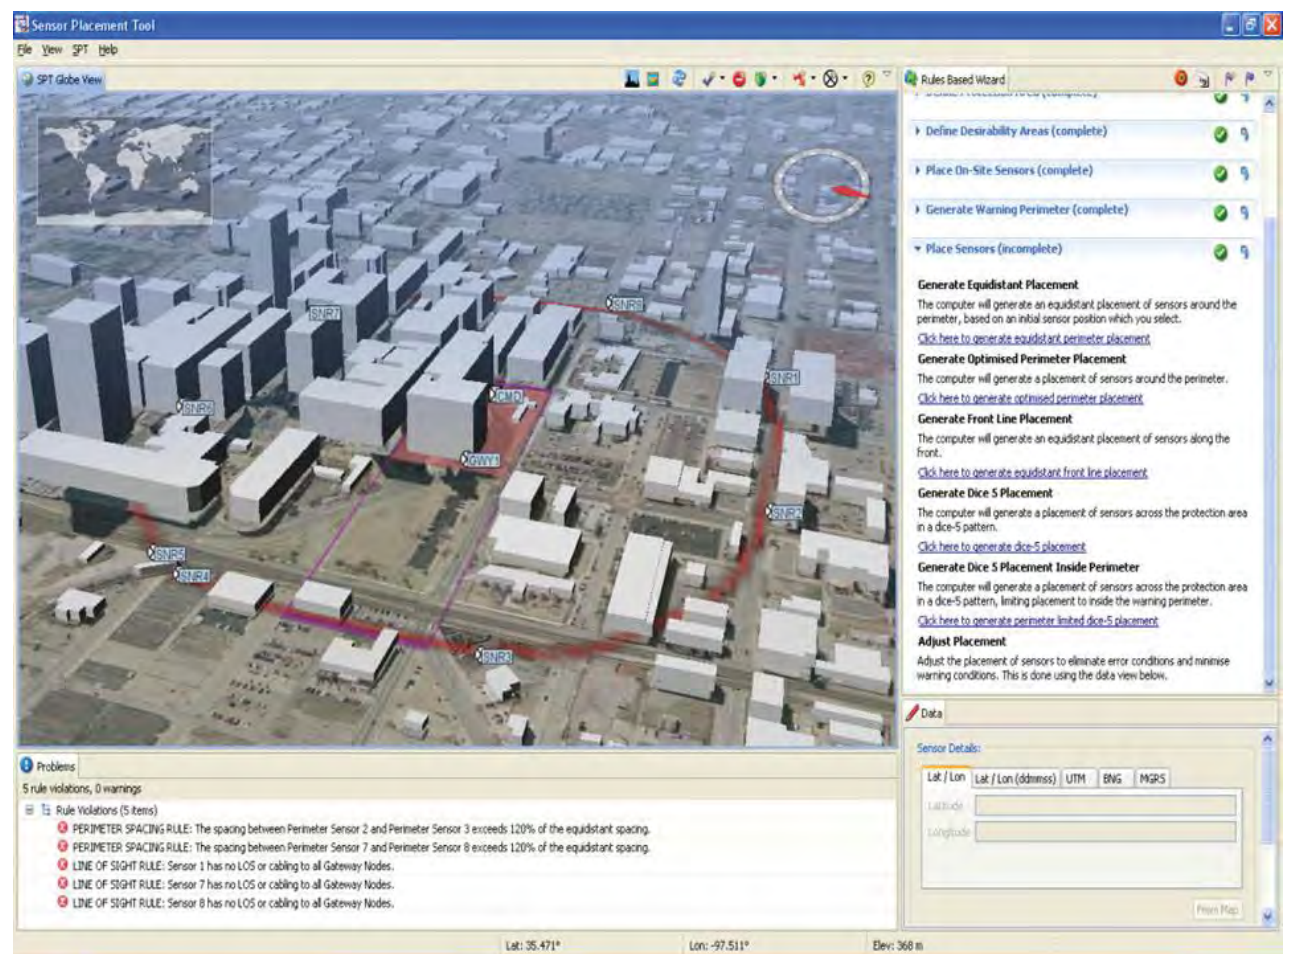 Sensor Placement Tool
File View SPT Help
SPT Globe View
SNR8
SNR7
SNR1
CMD
SNR6
GWY1
SNR2
SNR5
SNR4
SNR3
Rules Based Wizard
Define Protection Area (complete)
Define Desirability Areas (complete)
Place On-Site Sensors (complete)
Generate Warning Perimeter (complete)
Place Sensors (incomplete)
Generate Equidistant Placement
The computer will generate an equidistant placement of sensors around the
perimeter, based on an initial sensor position which you select.
Click here to generate equidistant perimeter placement
Generate Optimised Perimeter Placement
The computer will generate a placement of sensors around the perimeter.
Click here to generate optimised perimeter placement
Generate Front Line Placement
The computer will generate an equidistant placement of sensors along the
front.
Click here to generate equidistant front line placement
Generate Dice 5 Placement
The computer will generate a placement of sensors across the protection area
in a dice-5 pattern.
Click here to generate dice-5 placement
Generate Dice 5 Placement Inside Perimeter
The computer will generate a placement of sensors across the protection area
in a dice-5 pattern, limiting placement to inside the warning perimeter.
Click here to generate perimeter limited dice-5 placement
Adjust Placement
Adjust the placement of sensors to eliminate error conditions and minimise
warning conditions. This is done using the data view below.
Problems
5 rule violations, 0 warnings
Rule Violations (5 items)
PERIMETER SPACING RULE: The spacing between Perimeter Sensor 2 and Perimeter Sensor 3 exceeds 120% of the equidistant spacing.
PERIMETER SPACING RULE: The spacing between Perimeter Sensor 7 and Perimeter Sensor 8 exceeds 120% of the equidistant spacing.
LINE OF SIGHT RULE: Sensor 1 has no LOS or cabling to all Gateway Nodes.
LINE OF SIGHT RULE: Sensor 7 has no LOS or cabling to all Gateway Nodes.
LINE OF SIGHT RULE: Sensor 8 has no LOS or cabling to all Gateway Nodes.
Data
Sensor Details:
Lat / Lon Lat / Lon (ddmmss) UTM BNG MGRS
Latitude
Longitude
From Map
Lat: 35.471° Lon: -97.511° Elev: 368 m